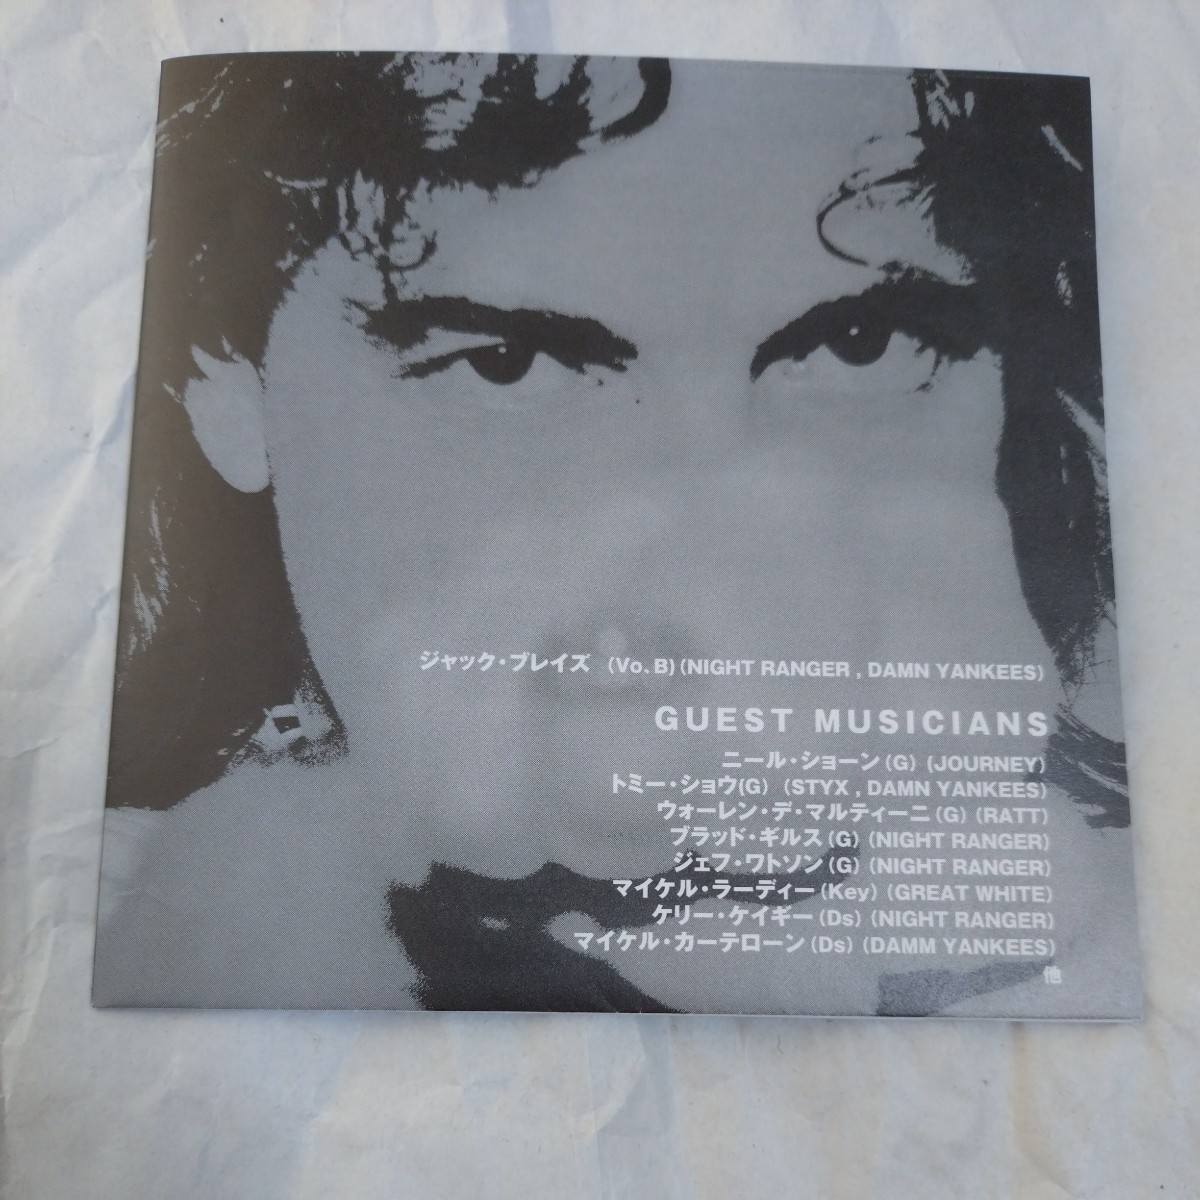 ジャック・ブレイズ (Vo、B) (NIGHT RANGER , DAMN YANKEES)
GUEST MUSICIANS
ニール・ショーン (G) (JOURNEY)
トミー・ショウ(G) (STYX , DAMN YANKEES)
ウォーレン・デ・マルティーニ (G) (RATT)
ブラッド・ギルス (G) (NIGHT RANGER)
ジェフ・ワトソン (G) (NIGHT RANGER)
マイケル・ラーディー (Key) (GREAT WHITE)
ケリー・ケイギー (Ds) (NIGHT RANGER)
マイケル・カーテローン (Ds) (DAMM YANKEES)
他